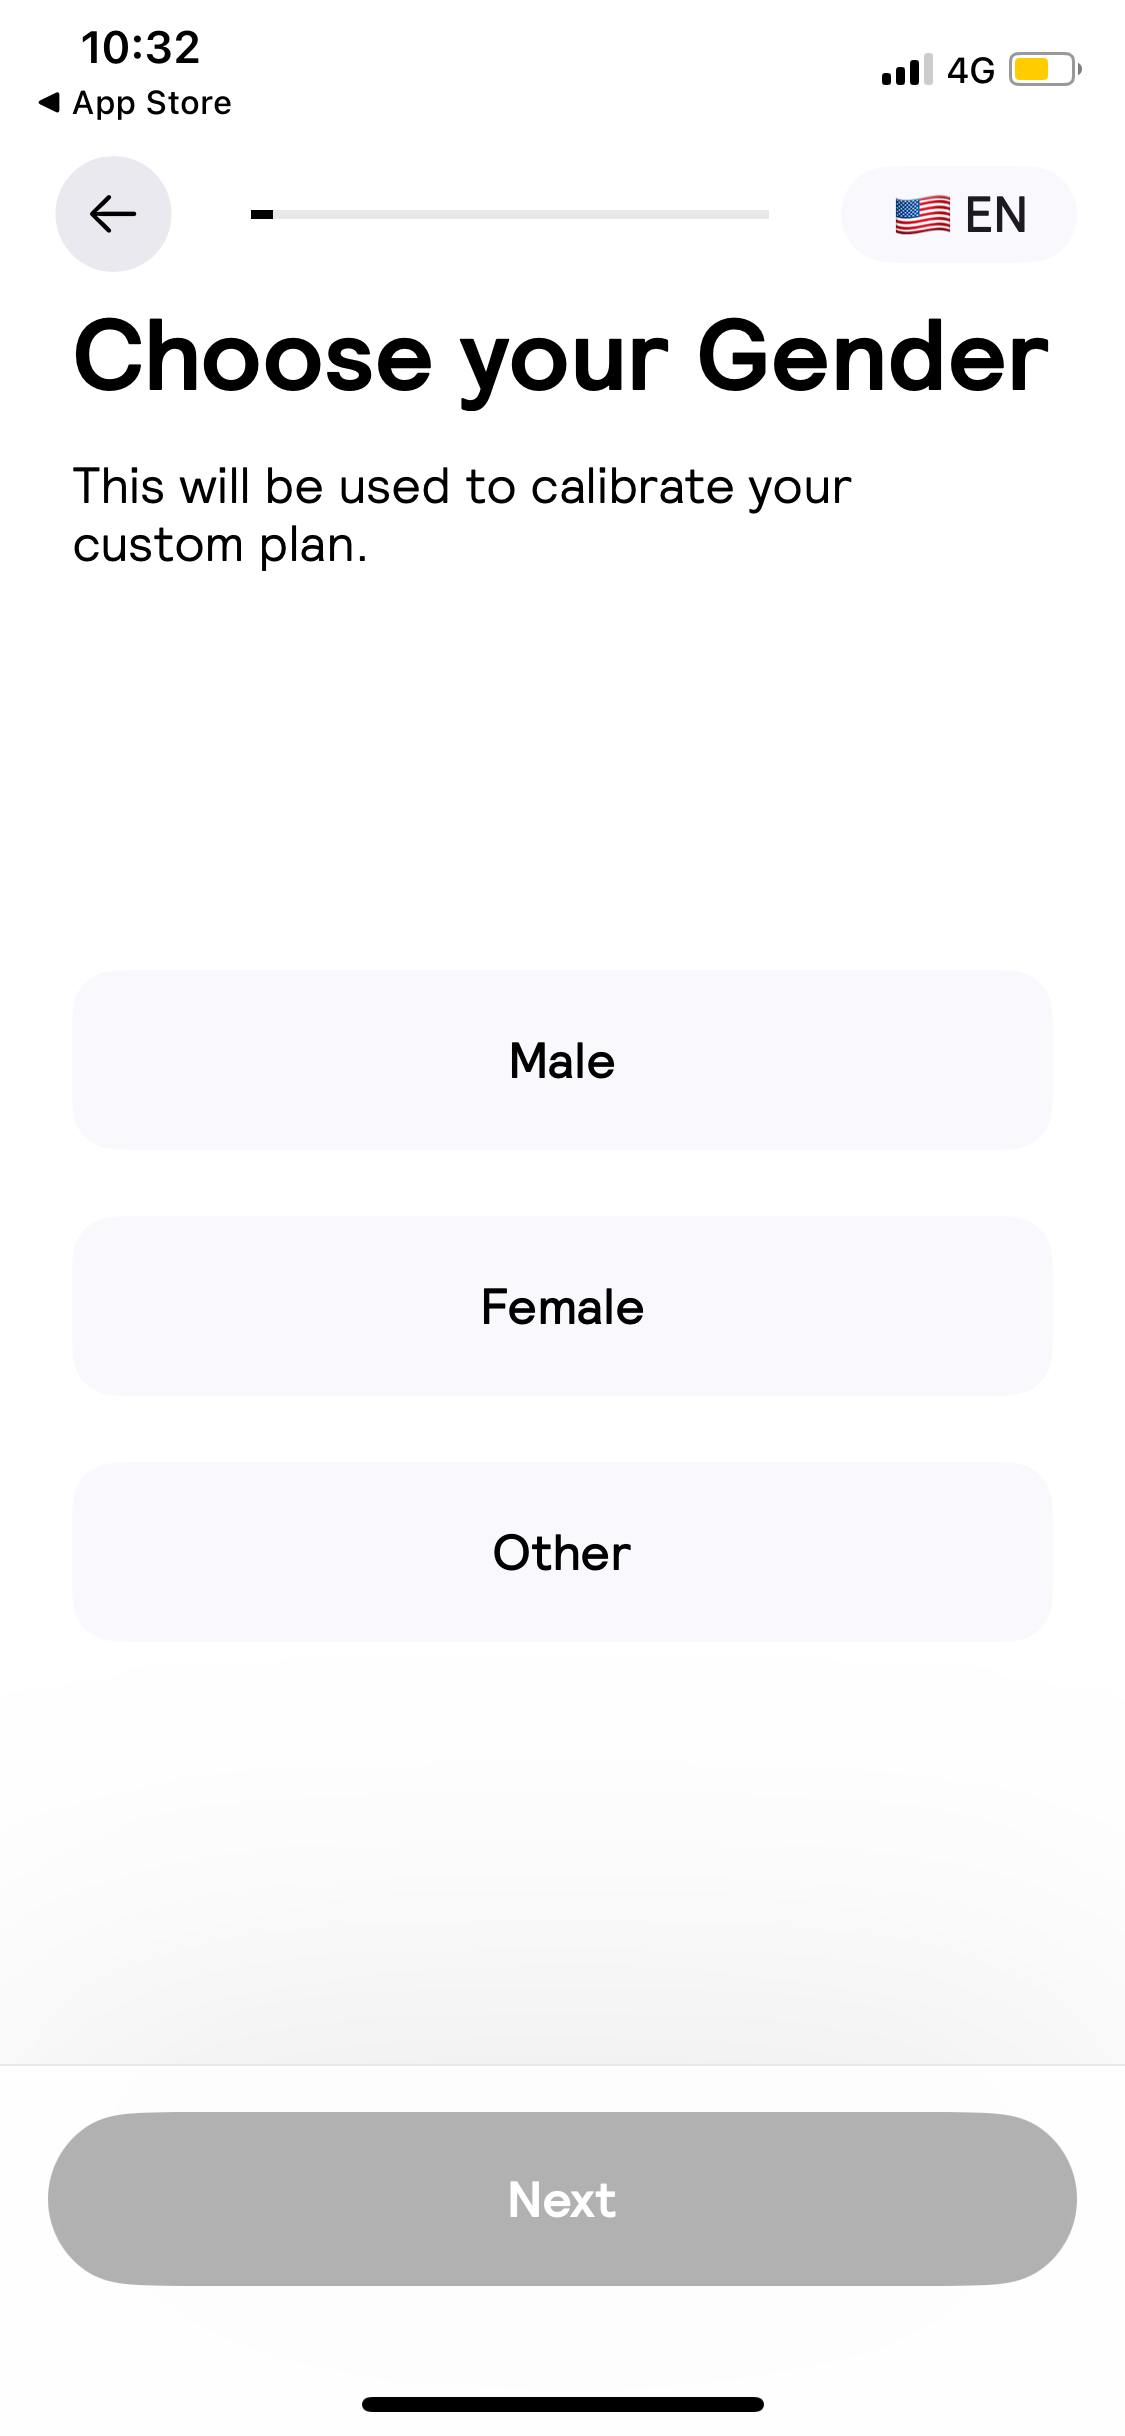 10:32
4G
◀ App Store
🇺🇸 EN
Choose your Gender
This will be used to calibrate your
custom plan.
Male
Female
Other
Next